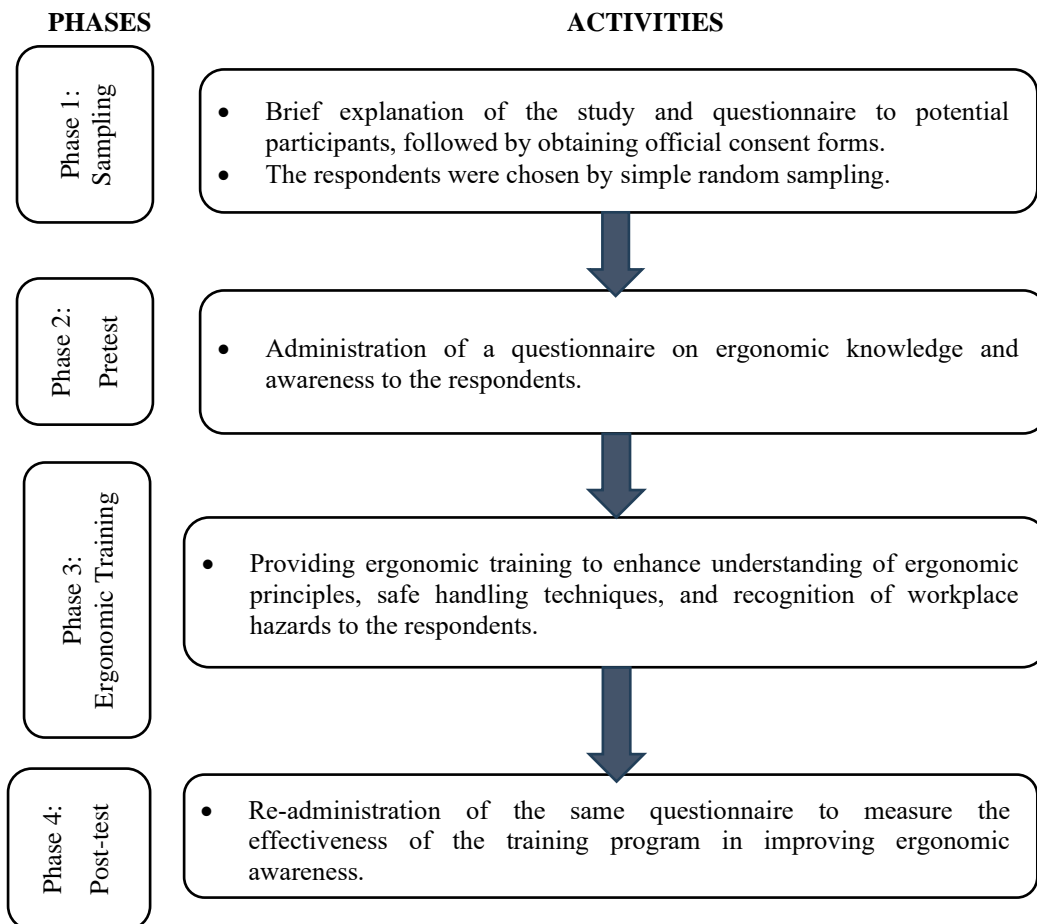 PHASES
ACTIVITIES
Phase 1:
Sampling
• Brief explanation of the study and questionnaire to potential
participants, followed by obtaining official consent forms.
• The respondents were chosen by simple random sampling.
Phase 2:
Pretest
• Administration of a questionnaire on ergonomic knowledge and
awareness to the respondents.
Phase 3:
Ergonomic Training
• Providing ergonomic training to enhance understanding of ergonomic
principles, safe handling techniques, and recognition of workplace
hazards to the respondents.
Phase 4:
Post-test
• Re-administration of the same questionnaire to measure the
effectiveness of the training program in improving ergonomic
awareness.